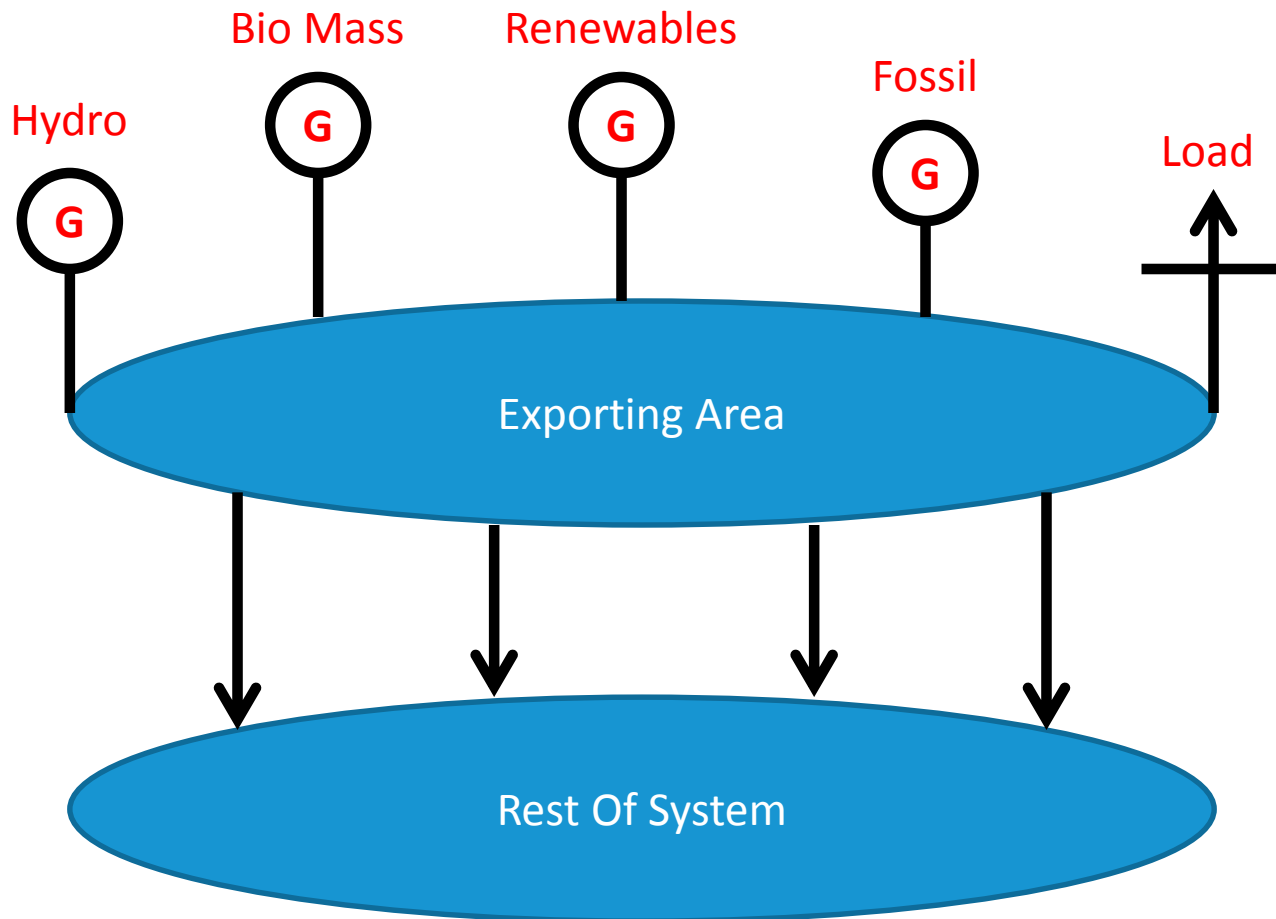 Bio Mass
Renewables
Fossil
Hydro
Load
G
G
G
G
Exporting Area
Rest Of System